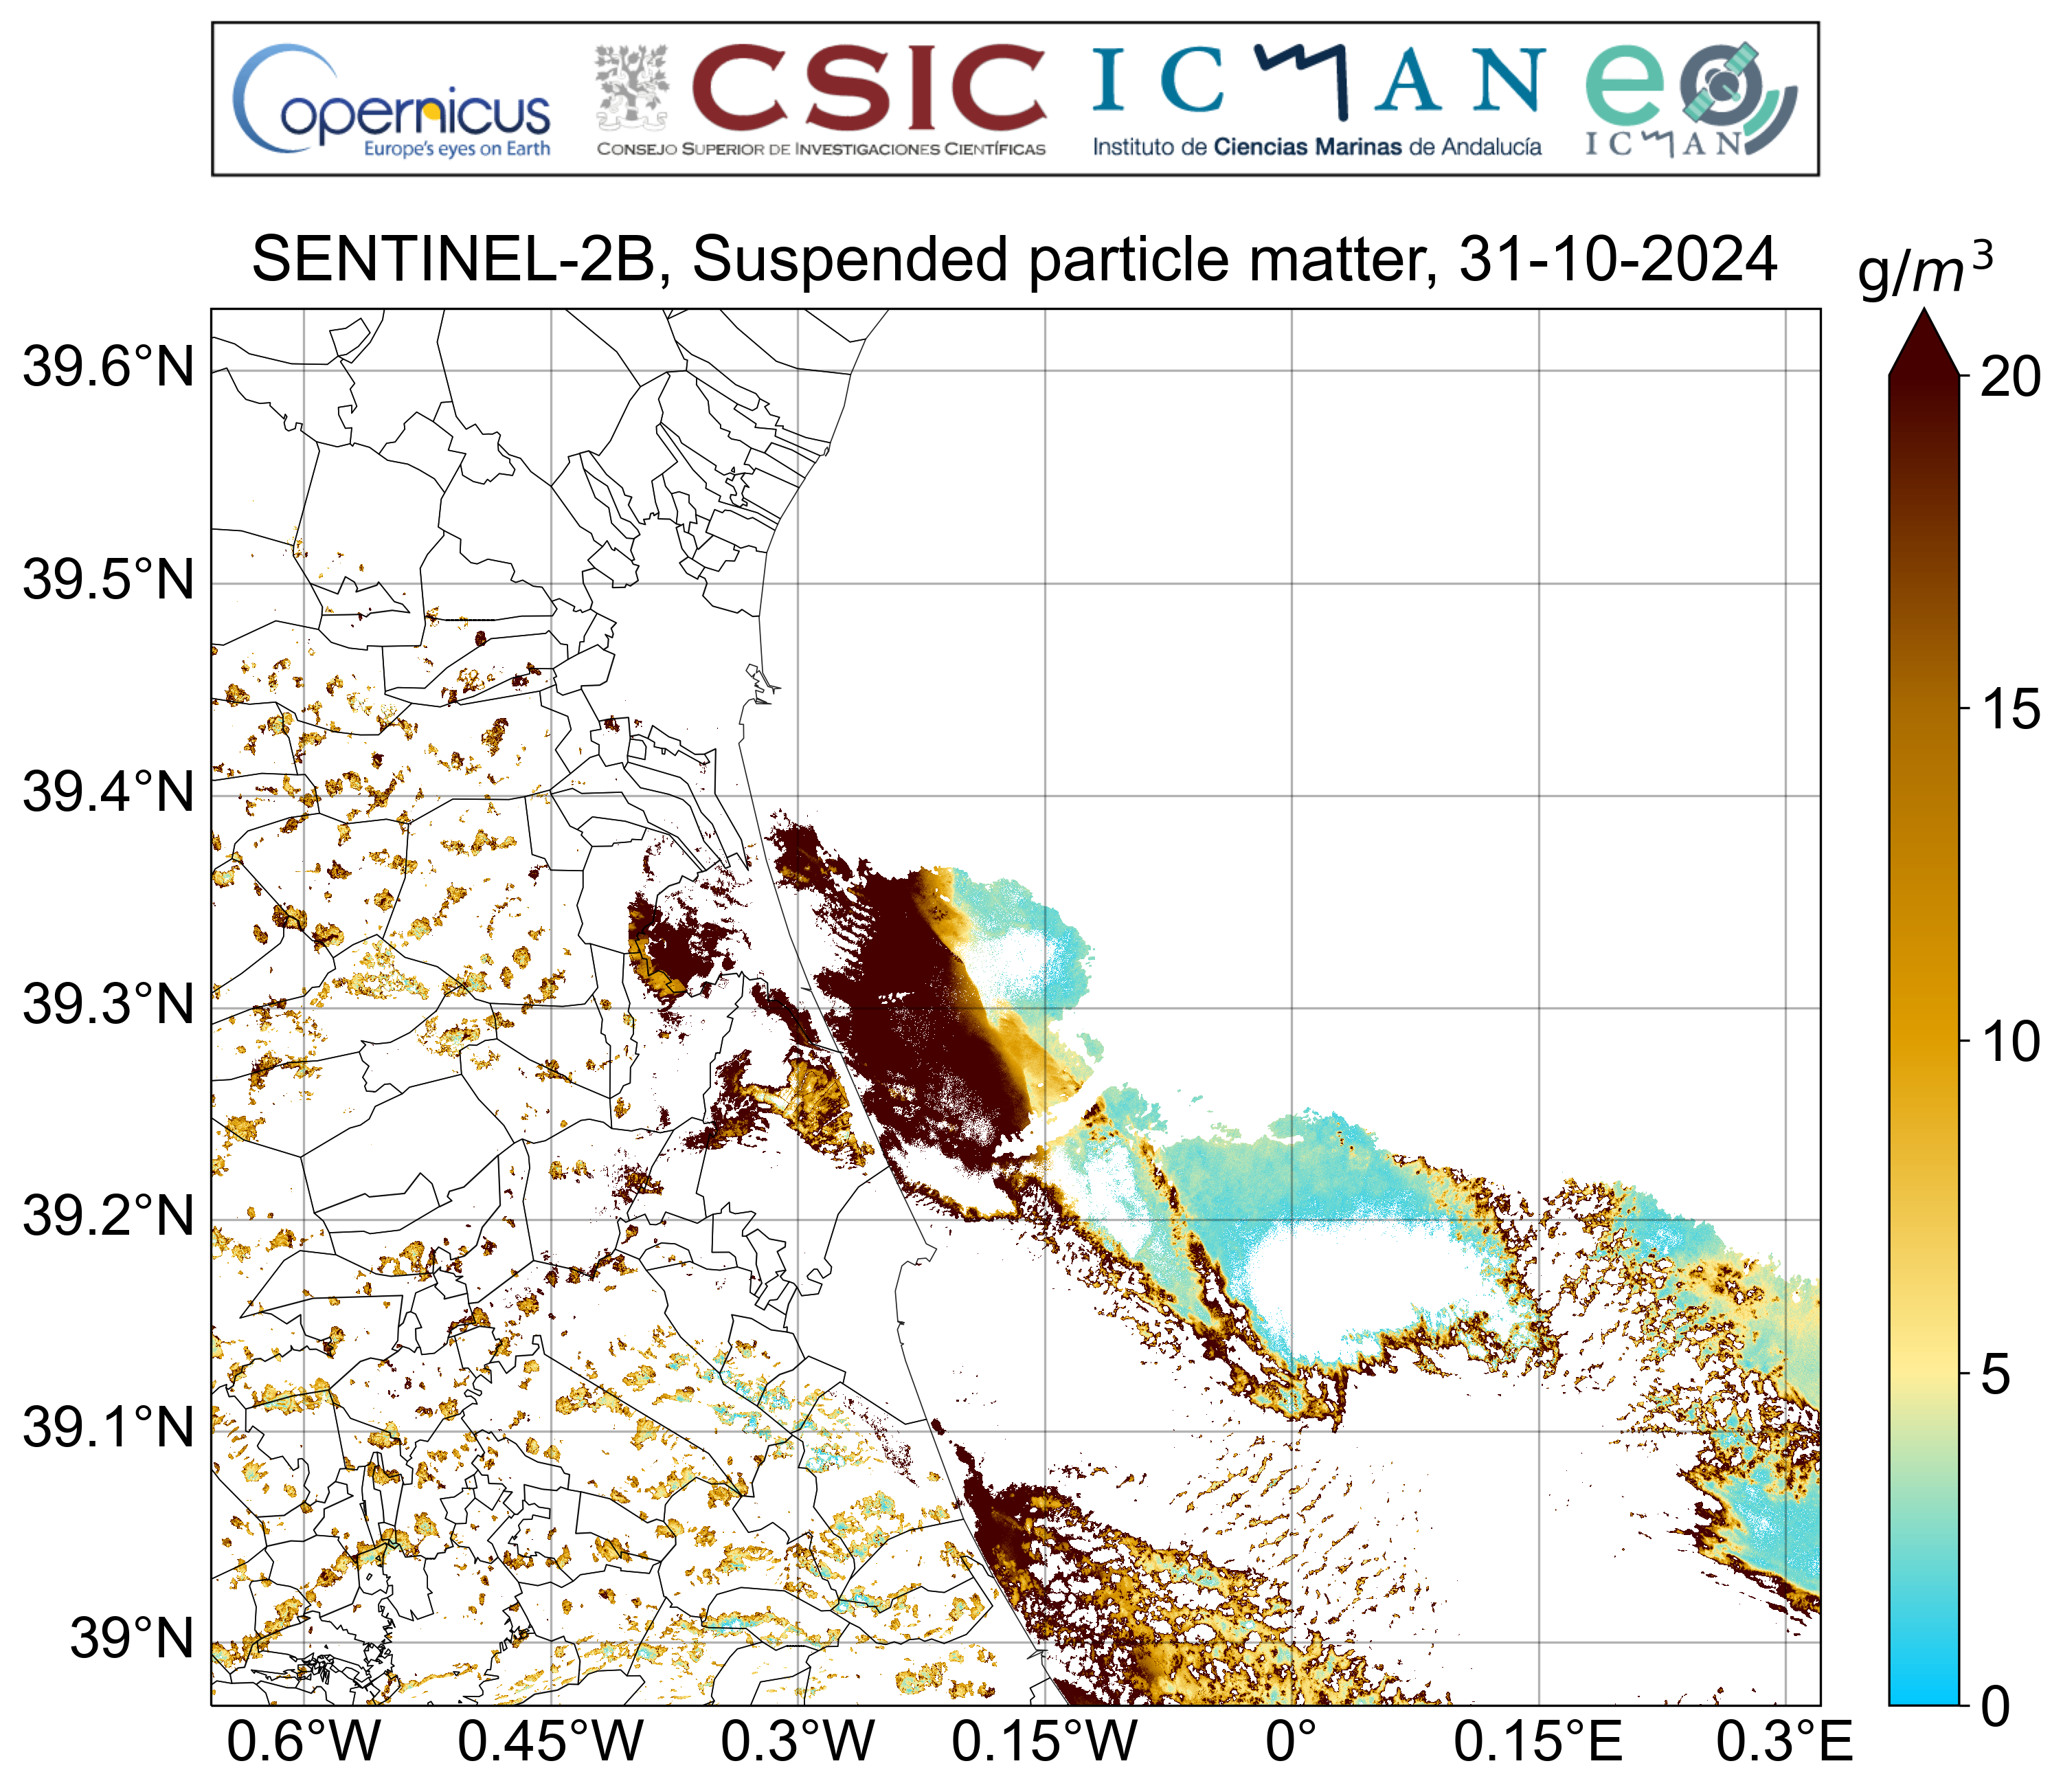 Copernicus
Europe's eyes on Earth
CSIC
CONSEJO SUPERIOR DE INVESTIGACIONES CIENTÍFICAS
ICMAN
Instituto de Ciencias Marinas de Andalucía
eo
ICMAN
SENTINEL-2B, Suspended particle matter, 31-10-2024
g/m³
39.6°N
39.5°N
39.4°N
39.3°N
39.2°N
39.1°N
39°N
0.6°W 0.45°W 0.3°W 0.15°W 0° 0.15°E 0.3°E
20
15
10
5
0